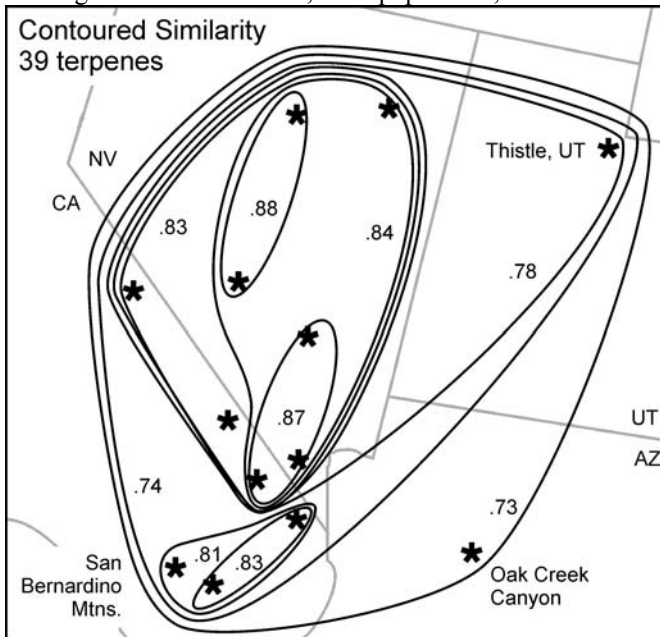 Contoured Similarity
39 terpenes
NV
CA
Thistle, UT
.83
.88
.84
.78
.87
UT
AZ
.74
.73
.81
.83
San
Bernardino
Mtns.
Oak Creek
Canyon